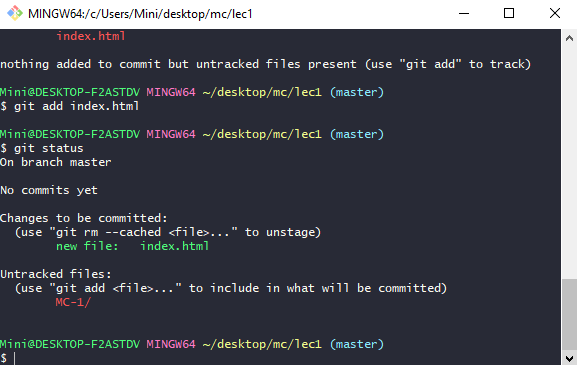 MINGW64:/c/Users/Mini/desktop/mc/lec1
index.html
nothing added to commit but untracked files present (use "git add" to track)
Mini@DESKTOP-F2ASTDV MINGW64 ~/desktop/mc/lec1 (master)
$ git add index.html
Mini@DESKTOP-F2ASTDV MINGW64 ~/desktop/mc/lec1 (master)
$ git status
On branch master
No commits yet
Changes to be committed:
(use "git rm --cached <file>..." to unstage)
new file:   index.html
Untracked files:
(use "git add <file>..." to include in what will be committed)
MC-1/
Mini@DESKTOP-F2ASTDV MINGW64 ~/desktop/mc/lec1 (master)
$